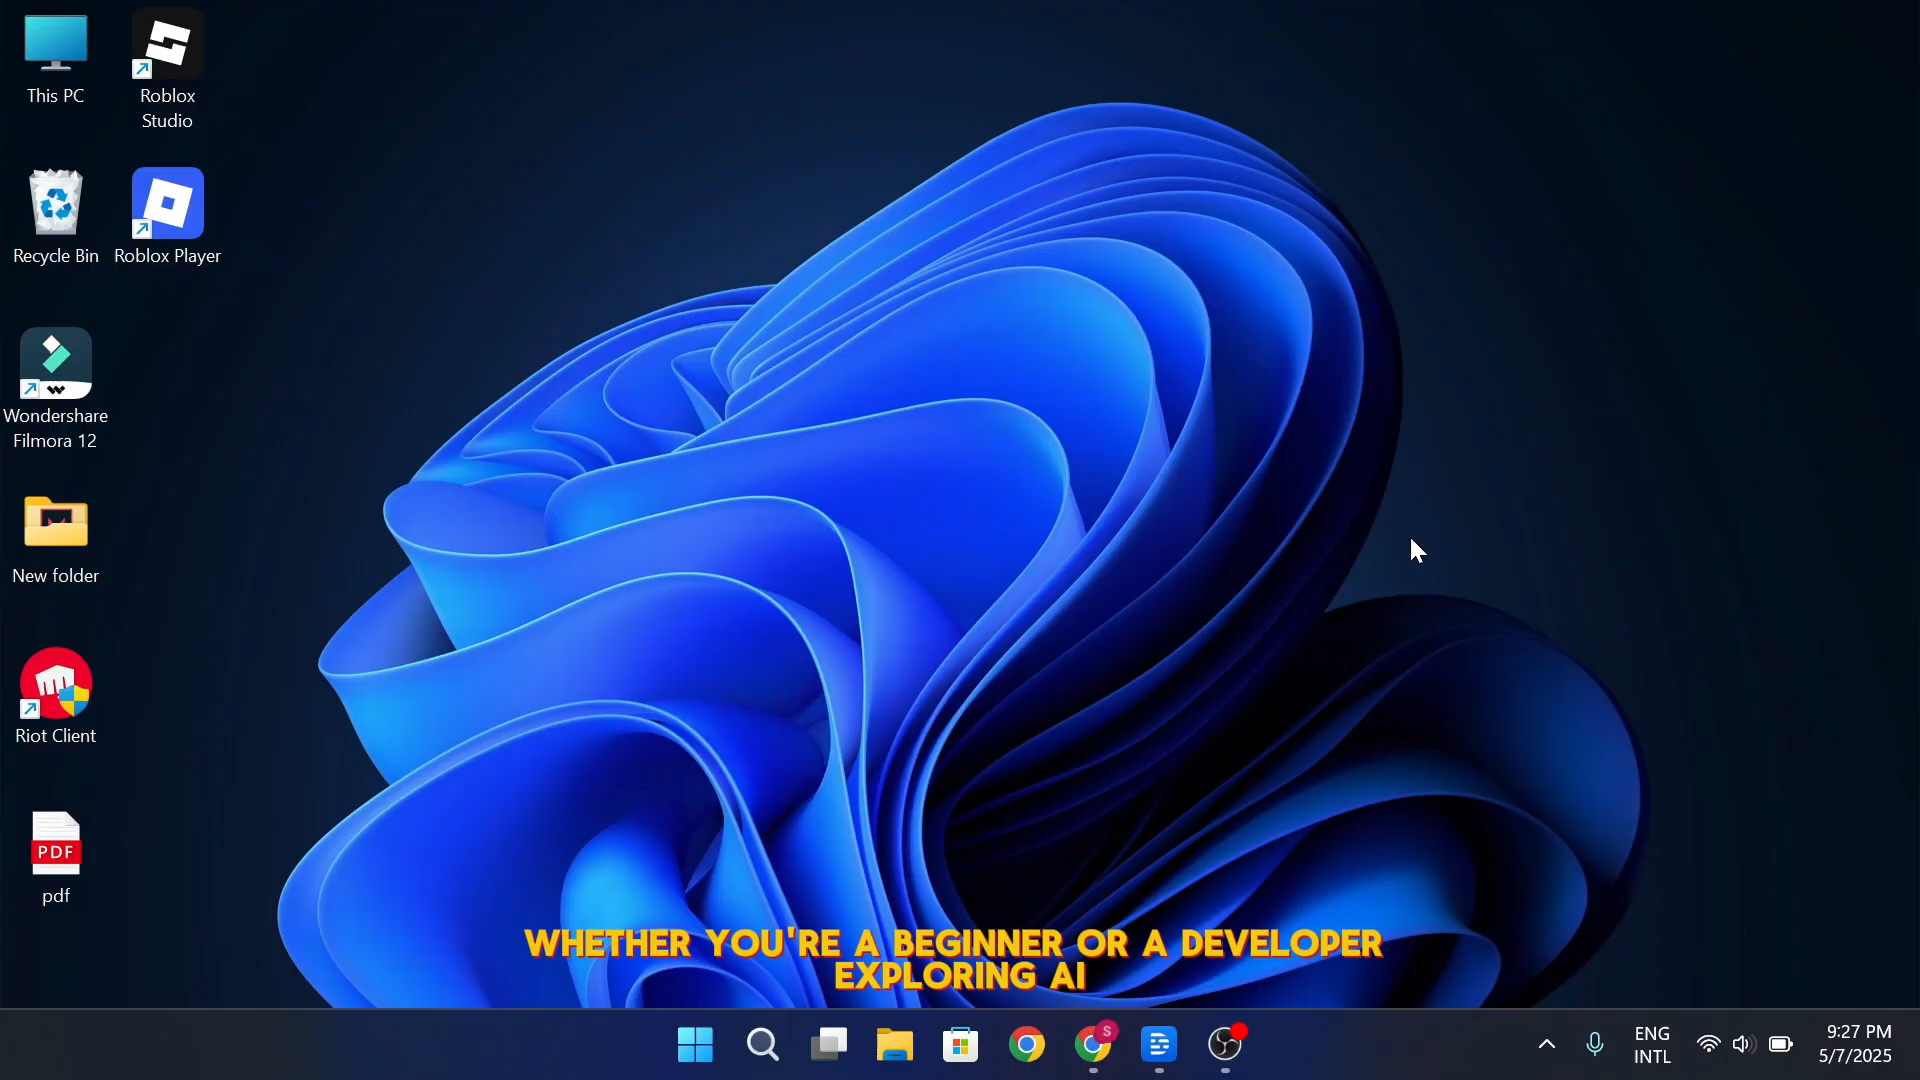 This PC
Roblox
Studio
Recycle Bin
Roblox Player
Wondershare
Filmora 12
New folder
Riot Client
PDF
pdf
WHETHER YOU'RE A BEGINNER OR A DEVELOPER
EXPLORING AI
S
ENG
INTL
9:27 PM
5/7/2025